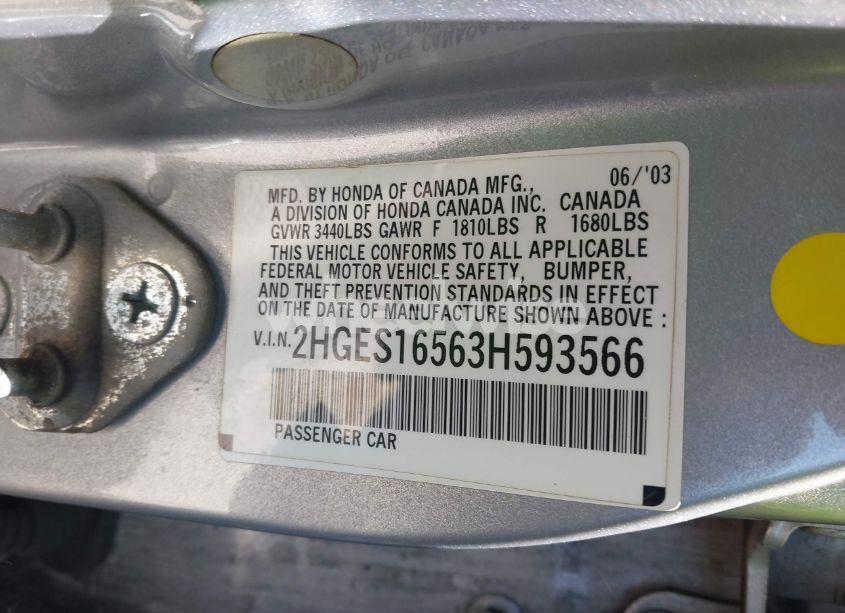 MFD. BY HONDA OF CANADA MFG., 06/'03
A DIVISION OF HONDA CANADA INC. CANADA
GVWR 3440LBS GAWR F 1810LBS R 1680LBS
THIS VEHICLE CONFORMS TO ALL APPLICABLE
FEDERAL MOTOR VEHICLE SAFETY, BUMPER,
AND THEFT PREVENTION STANDARDS IN EFFECT
ON THE DATE OF MANUFACTURE SHOWN ABOVE :
V.I.N. 2HGES16563H593566
PASSENGER CAR